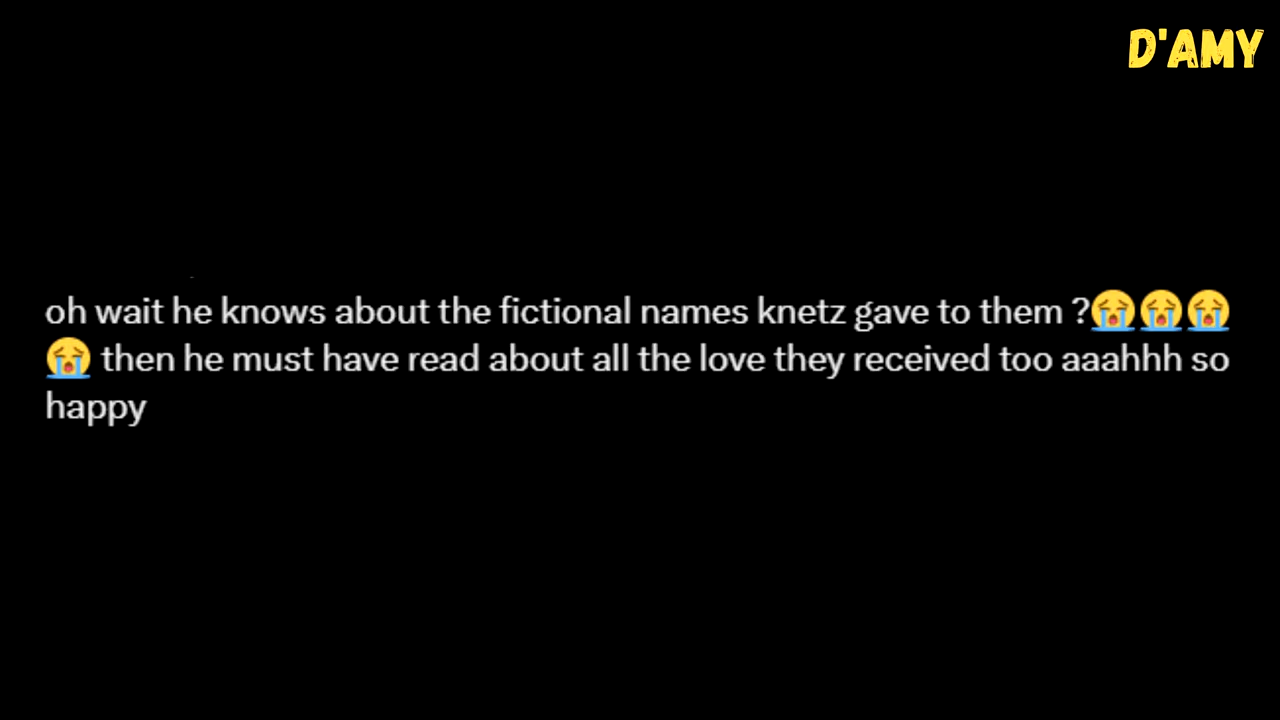 D'AMY
oh wait he knows about the fictional names knetz gave to them ?😭😭😭
😭 then he must have read about all the love they received too aaahhh so
happy